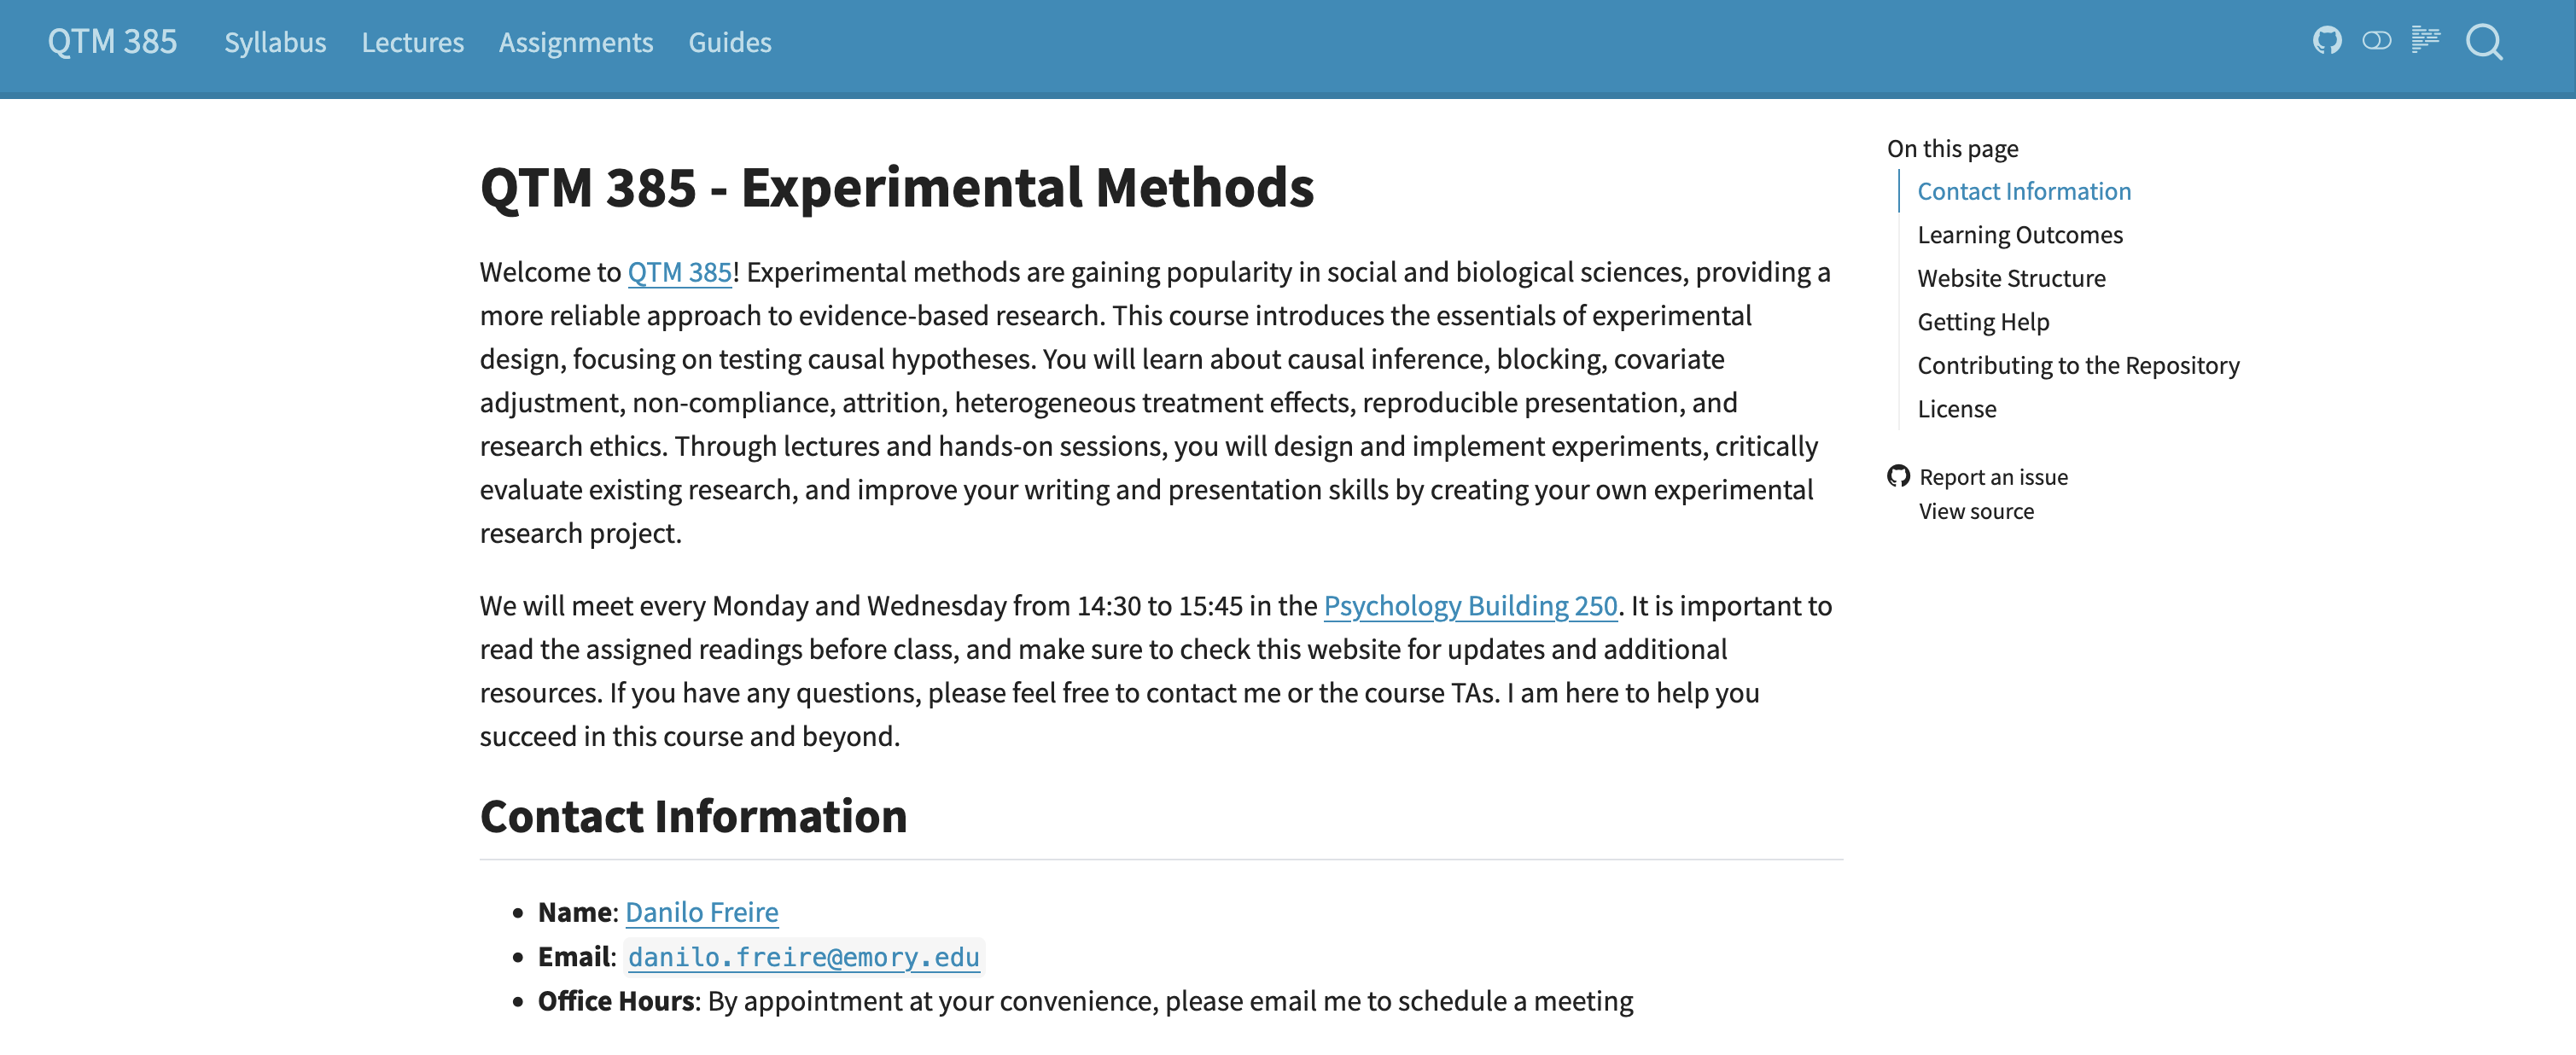 QTM 385 Syllabus Lectures Assignments Guides
QTM 385 - Experimental Methods
Welcome to QTM 385! Experimental methods are gaining popularity in social and biological sciences, providing a
more reliable approach to evidence-based research. This course introduces the essentials of experimental
design, focusing on testing causal hypotheses. You will learn about causal inference, blocking, covariate
adjustment, non-compliance, attrition, heterogeneous treatment effects, reproducible presentation, and
research ethics. Through lectures and hands-on sessions, you will design and implement experiments, critically
evaluate existing research, and improve your writing and presentation skills by creating your own experimental
research project.
We will meet every Monday and Wednesday from 14:30 to 15:45 in the Psychology Building 250. It is important to
read the assigned readings before class, and make sure to check this website for updates and additional
resources. If you have any questions, please feel free to contact me or the course TAs. I am here to help you
succeed in this course and beyond.
Contact Information
Name: Danilo Freire
Email: danilo.freire@emory.edu
Office Hours: By appointment at your convenience, please email me to schedule a meeting
On this page
Contact Information
Learning Outcomes
Website Structure
Getting Help
Contributing to the Repository
License
Report an issue
View source